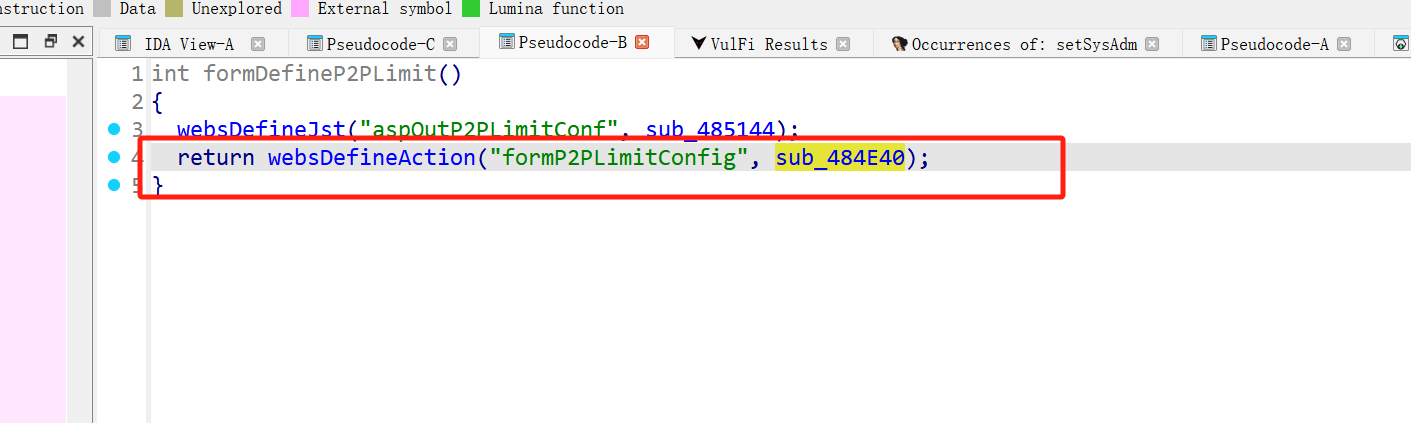 nstruction Data Unexplored External symbol Lumina function
IDA View-A Pseudocode-C Pseudocode-B VulFi Results Occurrences of: setSysAdm Pseudocode-A
1 int formDefineP2PLimit()
2 {
3 websDefineJst("aspOutP2PLimitConf", sub_485144);
4 return websDefineAction("formP2PLimitConfig", sub_484E40);
5 }